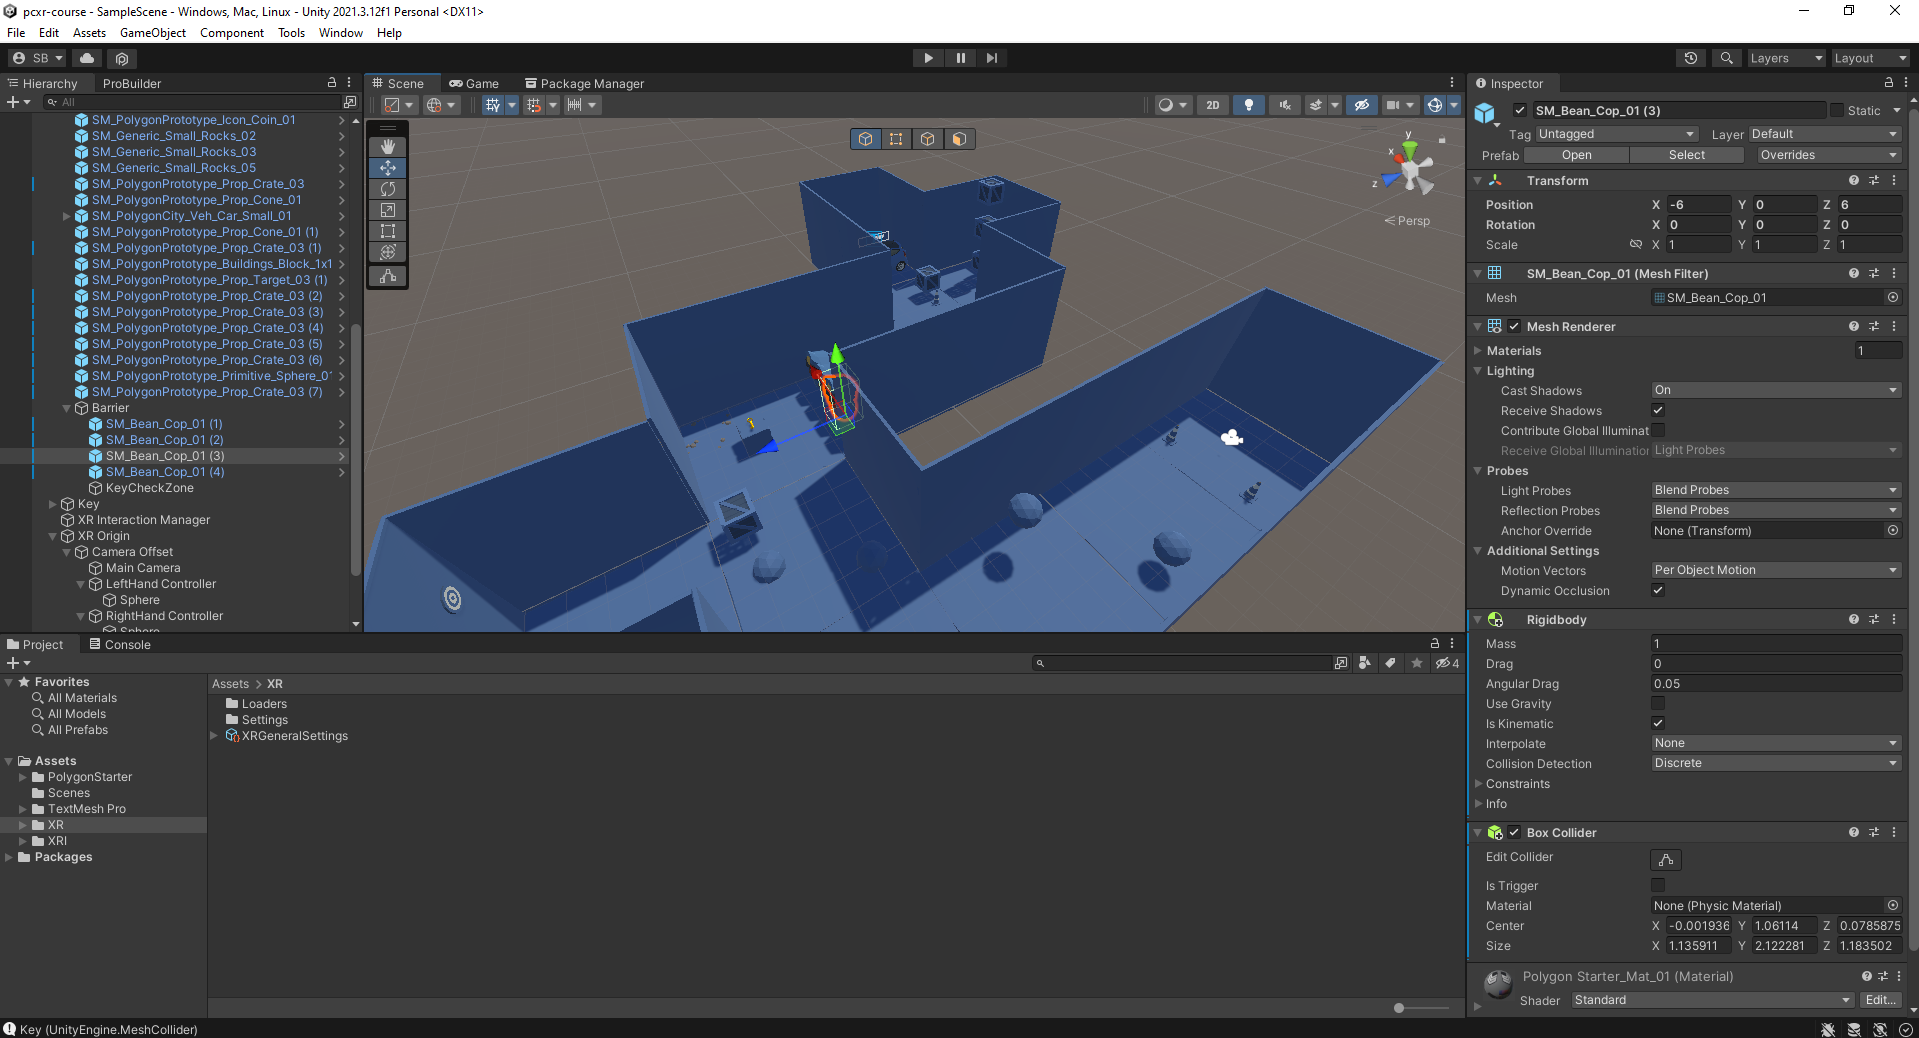 pcxr-course - SampleScene - Windows, Mac, Linux - Unity 2021.3.12f1 Personal <DX11>
File Edit Assets GameObject Component Tools Window Help
SB Layers Layout
Hierarchy ProBuilder
All
SM_PolygonPrototype_Icon_Coin_01
SM_Generic_Small_Rocks_02
SM_Generic_Small_Rocks_03
SM_Generic_Small_Rocks_05
SM_PolygonPrototype_Prop_Crate_03
SM_PolygonPrototype_Prop_Cone_01
SM_PolygonCity_Veh_Car_Small_01
SM_PolygonPrototype_Prop_Cone_01 (1)
SM_PolygonPrototype_Prop_Crate_03 (1)
SM_PolygonPrototype_Buildings_Block_1x1
SM_PolygonPrototype_Prop_Target_03 (1)
SM_PolygonPrototype_Prop_Crate_03 (2)
SM_PolygonPrototype_Prop_Crate_03 (3)
SM_PolygonPrototype_Prop_Crate_03 (4)
SM_PolygonPrototype_Prop_Crate_03 (5)
SM_PolygonPrototype_Prop_Crate_03 (6)
SM_PolygonPrototype_Primitive_Sphere_01
SM_PolygonPrototype_Prop_Crate_03 (7)
Barrier
SM_Bean_Cop_01 (1)
SM_Bean_Cop_01 (2)
SM_Bean_Cop_01 (3)
SM_Bean_Cop_01 (4)
KeyCheckZone
Key
XR Interaction Manager
XR Origin
Camera Offset
Main Camera
LeftHand Controller
Sphere
RightHand Controller
Sphere
Scene Game Package Manager
2D
y
x
z
Persp
Inspector
SM_Bean_Cop_01 (3) Static
Tag Untagged Layer Default
Prefab Open Select Overrides
Transform
Position X -6 Y 0 Z 6
Rotation X 0 Y 0 Z 0
Scale X 1 Y 1 Z 1
SM_Bean_Cop_01 (Mesh Filter)
Mesh SM_Bean_Cop_01
Mesh Renderer
Materials 1
Lighting
Cast Shadows On
Receive Shadows
Contribute Global Illuminat
Receive Global Illumination Light Probes
Probes
Light Probes Blend Probes
Reflection Probes Blend Probes
Anchor Override None (Transform)
Additional Settings
Motion Vectors Per Object Motion
Dynamic Occlusion
Rigidbody
Mass 1
Drag 0
Angular Drag 0.05
Use Gravity
Is Kinematic
Interpolate None
Collision Detection Discrete
Constraints
Info
Box Collider
Edit Collider
Is Trigger
Material None (Physic Material)
Center X -0.001936 Y 1.06114 Z 0.0785875
Size X 1.135911 Y 2.122281 Z 1.183502
Polygon Starter_Mat_01 (Material)
Shader Standard Edit...
Project Console
4
Favorites
All Materials
All Models
All Prefabs
Assets
PolygonStarter
Scenes
TextMesh Pro
XR
XRI
Packages
Assets > XR
Loaders
Settings
XRGeneralSettings
Key (UnityEngine.MeshCollider)